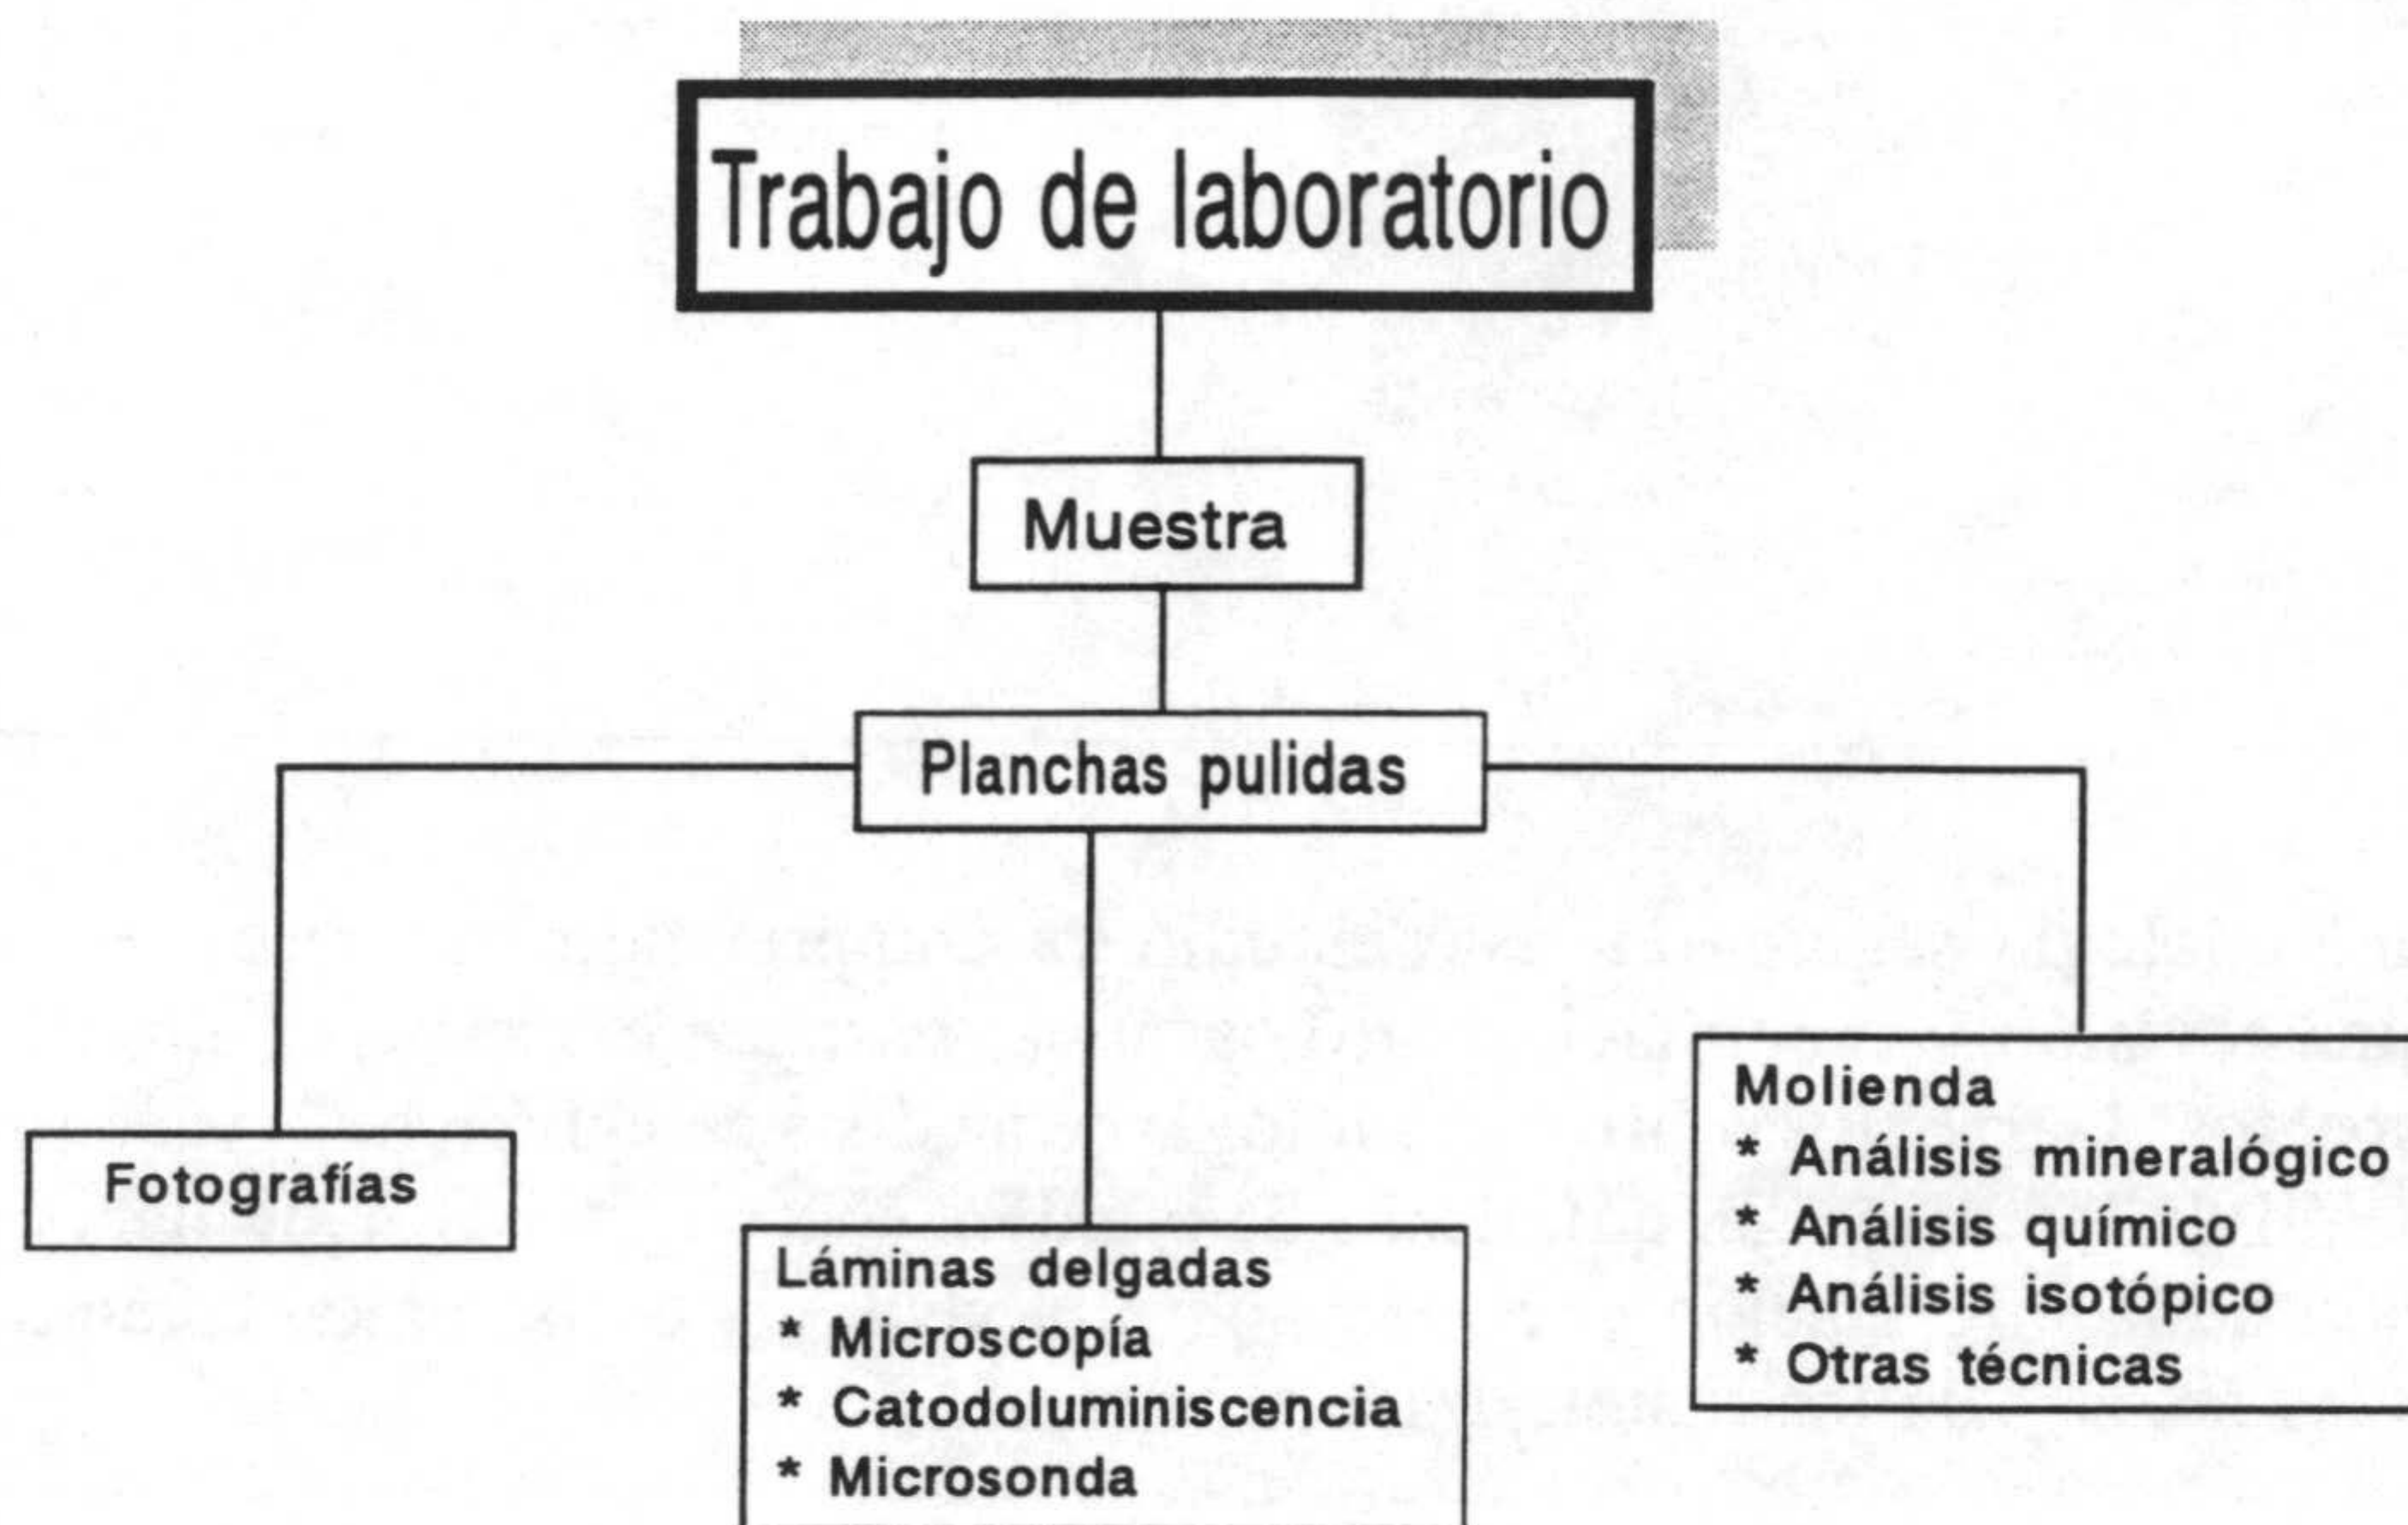 Trabajo de laboratorio
Muestra
Planchas pulidas
Fotografías
Láminas delgadas
* Microscopía
* Catodoluminiscencia
* Microsonda
Molienda
* Análisis mineralógico
* Análisis químico
* Análisis isotópico
* Otras técnicas